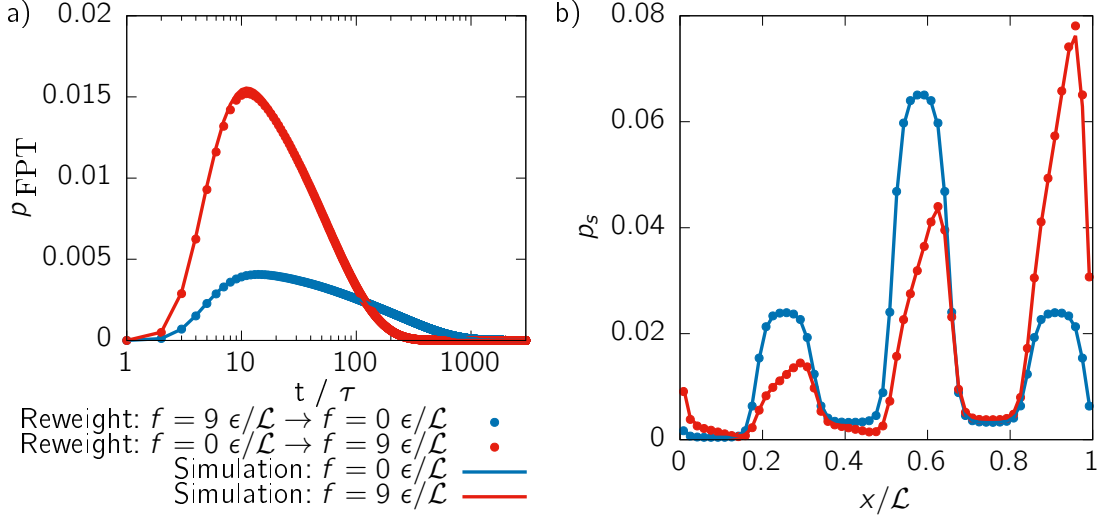 a)
0.02
0.015
0.01
0.005
0
p FPT
1 10 100 1000
t / τ
Reweight: f = 9 ϵ/ℒ → f = 0 ϵ/ℒ
Reweight: f = 0 ϵ/ℒ → f = 9 ϵ/ℒ
Simulation: f = 0 ϵ/ℒ
Simulation: f = 9 ϵ/ℒ
b)
0.08
0.06
0.04
0.02
0
pₛ
0 0.2 0.4 0.6 0.8 1
x/ℒ